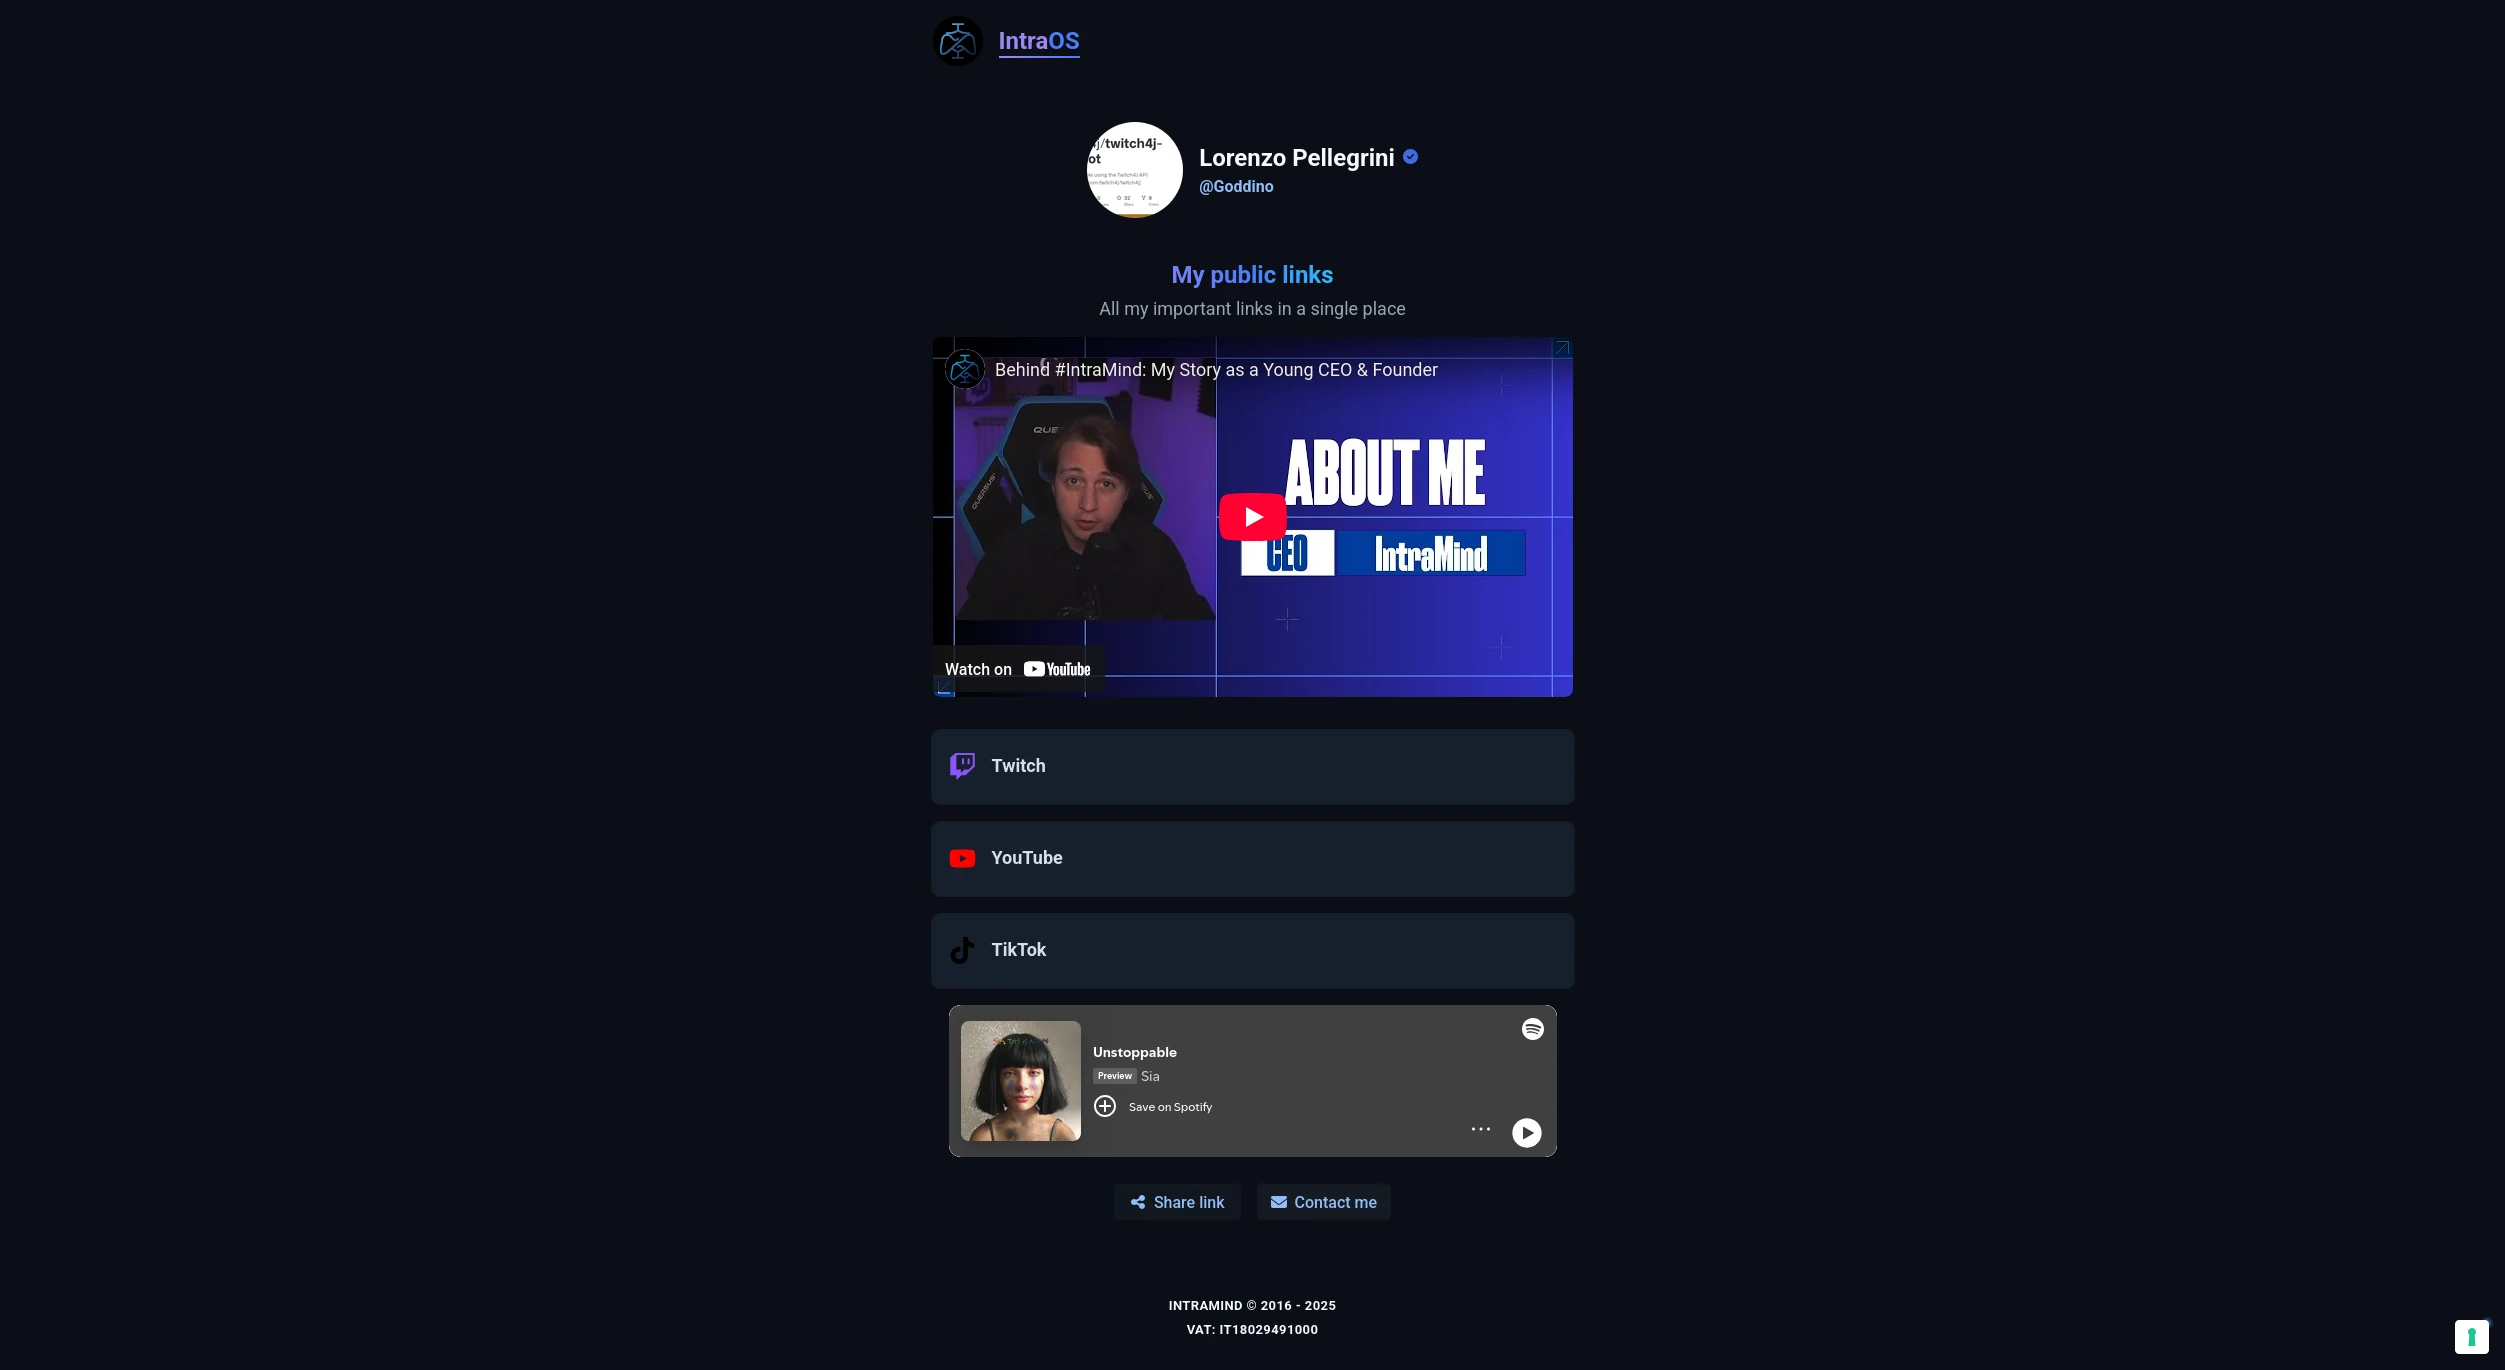 IntraOS
4j/twitch4j-
ot
Lorenzo Pellegrini
@Goddino
My public links
All my important links in a single place
Behind #IntraMind: My Story as a Young CEO & Founder
QUERSUS
ABOUT ME
CEO IntraMind
Watch on YouTube
Twitch
YouTube
TikTok
Unstoppable
Preview Sia
Save on Spotify
Share link Contact me
INTRAMIND © 2016 - 2025
VAT: IT18029491000